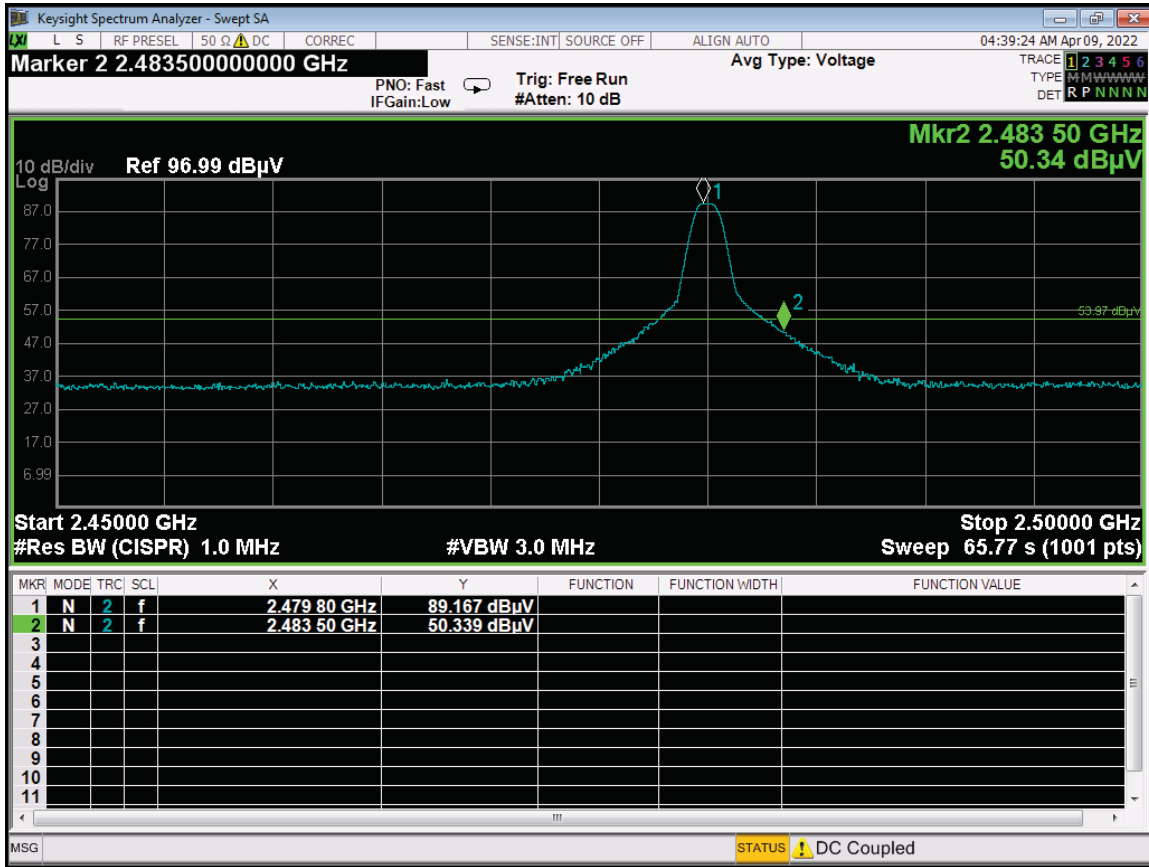 Keysight Spectrum Analyzer - Swept SA
LXI L S RF PRESEL 50 Ω DC CORREC SENSE:INT SOURCE OFF ALIGN AUTO 04:39:24 AM Apr 09, 2022
Marker 2 2.483500000000 GHz
PNO: Fast
IFGain:Low
Trig: Free Run
#Atten: 10 dB
Avg Type: Voltage
TRACE 1 2 3 4 5 6
TYPE M M W W W W
DET R P N N N N
Mkr2 2.483 50 GHz
50.34 dBµV
10 dB/div Ref 96.99 dBµV
Log
1
87.0
77.0
67.0
57.0
2
53.97 dBµV
47.0
37.0
27.0
17.0
6.99
Start 2.45000 GHz Stop 2.50000 GHz
#Res BW (CISPR) 1.0 MHz #VBW 3.0 MHz Sweep 65.77 s (1001 pts)
MKR MODE TRC SCL X Y FUNCTION FUNCTION WIDTH FUNCTION VALUE
1 N 2 f 2.479 80 GHz 89.167 dBµV
2 N 2 f 2.483 50 GHz 50.339 dBµV
3
4
5
6
7
8
9
10
11
MSG STATUS DC Coupled